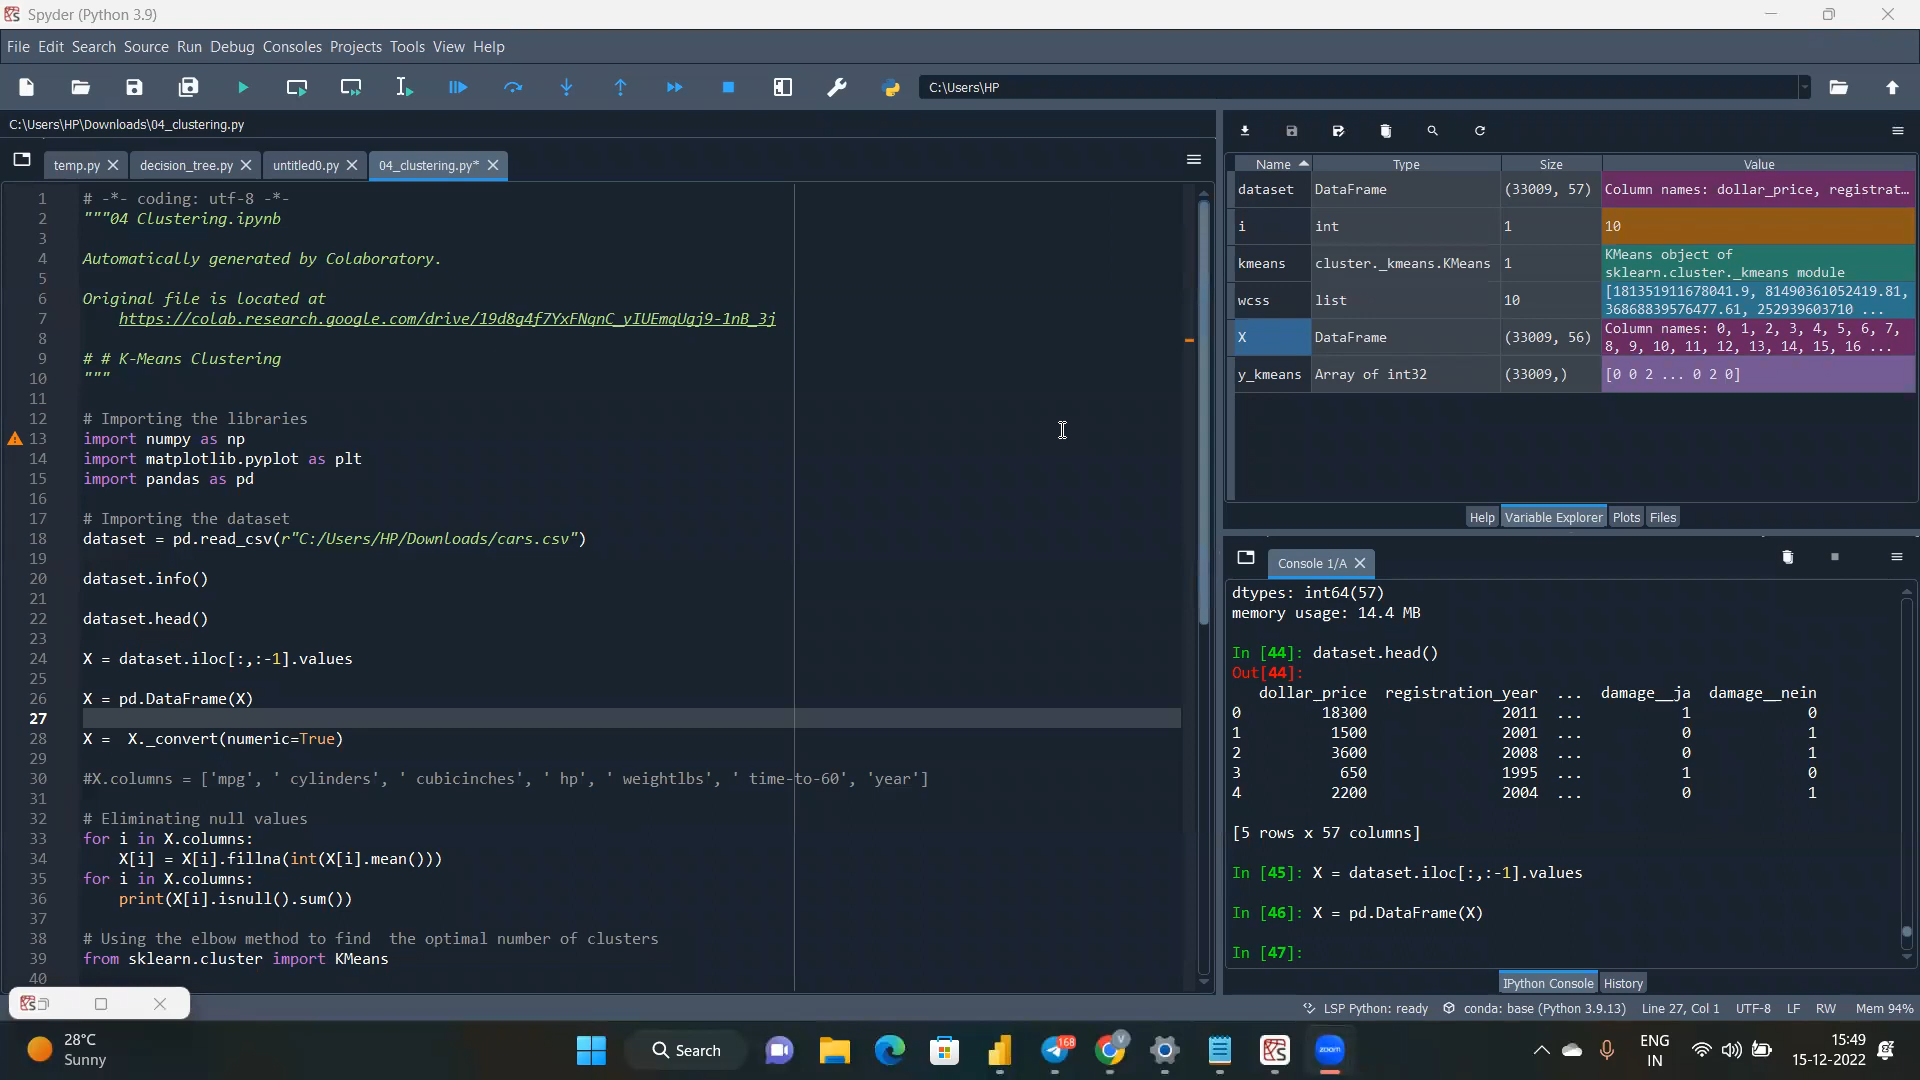 Spyder (Python 3.9)
File Edit Search Source Run Debug Consoles Projects Tools View Help
C:\Users\HP
C:\Users\HP\Downloads\04_clustering.py
temp.py decision_tree.py untitled0.py 04_clustering.py*
1 # -*- coding: utf-8 -*-
2 """04 Clustering.ipynb
3
4 Automatically generated by Colaboratory.
5
6 Original file is located at
7 https://colab.research.google.com/drive/19d8g4f7YxFNqnC_yIUEmqUgj9-1nB_3j
8
9 # # K-Means Clustering
10 """
11
12 # Importing the libraries
13 import numpy as np
14 import matplotlib.pyplot as plt
15 import pandas as pd
16
17 # Importing the dataset
18 dataset = pd.read_csv(r"C:/Users/HP/Downloads/cars.csv")
19
20 dataset.info()
21
22 dataset.head()
23
24 X = dataset.iloc[:,:-1].values
25
26 X = pd.DataFrame(X)
27
28 X =  X._convert(numeric=True)
29
30 #X.columns = ['mpg', ' cylinders', ' cubicinches', ' hp', ' weightlbs', ' time-to-60', 'year']
31
32 # Eliminating null values
33 for i in X.columns:
34 X[i] = X[i].fillna(int(X[i].mean()))
35 for i in X.columns:
36 print(X[i].isnull().sum())
37
38 # Using the elbow method to find  the optimal number of clusters
39 from sklearn.cluster import KMeans
40
Name Type Size Value
dataset DataFrame (33009, 57) Column names: dollar_price, registrat...
i int 1 10
kmeans cluster._kmeans.KMeans 1 KMeans object of
sklearn.cluster._kmeans module
wcss list 10 [181351911678041.9, 81490361052419.81,
36868839576477.61, 252939603710 ...
X DataFrame (33009, 56) Column names: 0, 1, 2, 3, 4, 5, 6, 7,
8, 9, 10, 11, 12, 13, 14, 15, 16 ...
y_kmeans Array of int32 (33009,) [0 0 2 ... 0 2 0]
Help Variable Explorer Plots Files
Console 1/A
dtypes: int64(57)
memory usage: 14.4 MB
In [44]: dataset.head()
Out[44]:
dollar_price registration_year ... damage__ja damage__nein
0 18300 2011 ... 1 0
1 1500 2001 ... 0 1
2 3600 2008 ... 0 1
3 650 1995 ... 1 0
4 2200 2004 ... 0 1
[5 rows x 57 columns]
In [45]: X = dataset.iloc[:,:-1].values
In [46]: X = pd.DataFrame(X)
In [47]:
IPython Console History
LSP Python: ready conda: base (Python 3.9.13) Line 27, Col 1 UTF-8 LF RW Mem 94%
28°C
Sunny
Search
168
V
zoom
ENG
IN
15:49
15-12-2022